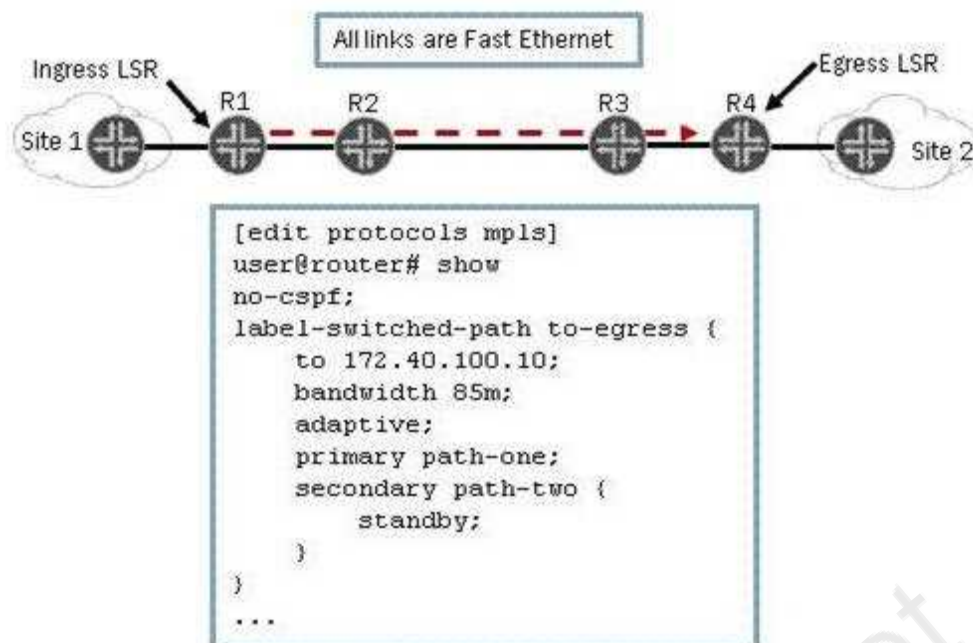 All links are Fast Ethernet
Ingress LSR
Egress LSR
R1
R2
R3
R4
Site 1
Site 2
[edit protocols mpls]
user@router# show
no-cspf;
label-switched-path to-egress {
    to 172.40.100.10;
    bandwidth 85m;
    adaptive;
    primary path-one;
    secondary path-two {
        standby;
    }
}
...